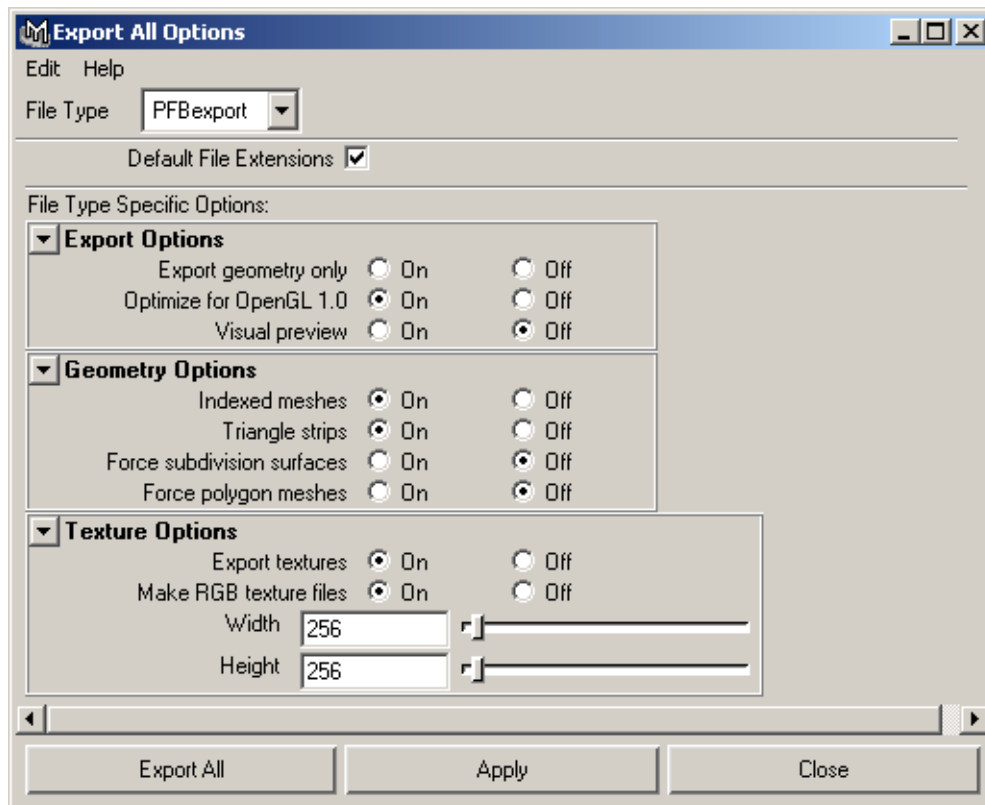 Export All Options
Edit Help
File Type PFBexport
Default File Extensions
File Type Specific Options:
Export Options
Export geometry only On Off
Optimize for OpenGL 1.0 On Off
Visual preview On Off
Geometry Options
Indexed meshes On Off
Triangle strips On Off
Force subdivision surfaces On Off
Force polygon meshes On Off
Texture Options
Export textures On Off
Make RGB texture files On Off
Width 256
Height 256
Export All Apply Close